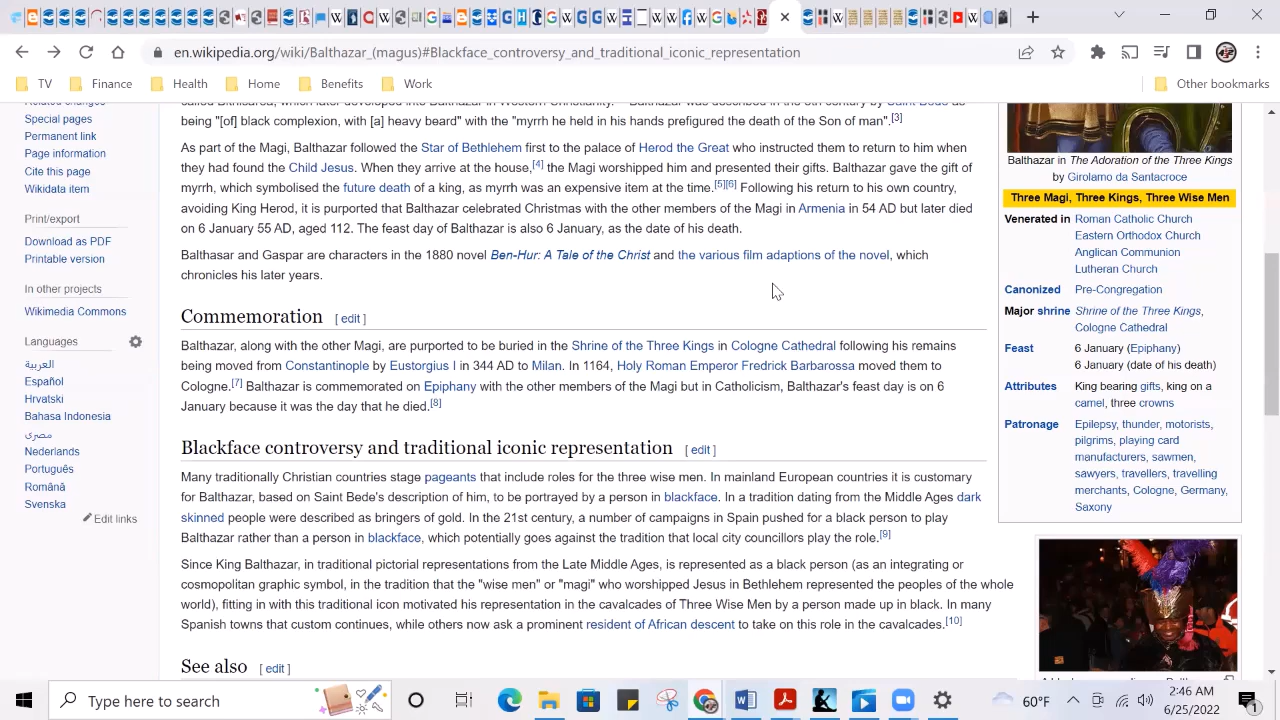 en.wikipedia.org/wiki/Balthazar_(magus)#Blackface_controversy_and_traditional_iconic_representation
TV Finance Health Home Benefits Work Other bookmarks
Related changes
Special pages
Permanent link
Page information
Cite this page
Wikidata item
Print/export
Download as PDF
Printable version
In other projects
Wikimedia Commons
Languages
العربية
Español
Hrvatski
Bahasa Indonesia
مصرى
Nederlands
Português
Română
Svenska
Edit links
being "[of] black complexion, with [a] heavy beard" with the "myrrh he held in his hands prefigured the death of the Son of man".[3]
As part of the Magi, Balthazar followed the Star of Bethlehem first to the palace of Herod the Great who instructed them to return to him when
they had found the Child Jesus. When they arrive at the house,[4] the Magi worshipped him and presented their gifts. Balthazar gave the gift of
myrrh, which symbolised the future death of a king, as myrrh was an expensive item at the time.[5][6] Following his return to his own country,
avoiding King Herod, it is purported that Balthazar celebrated Christmas with the other members of the Magi in Armenia in 54 AD but later died
on 6 January 55 AD, aged 112. The feast day of Balthazar is also 6 January, as the date of his death.
Balthasar and Gaspar are characters in the 1880 novel Ben-Hur: A Tale of the Christ and the various film adaptions of the novel, which
chronicles his later years.
Commemoration [ edit ]
Balthazar, along with the other Magi, are purported to be buried in the Shrine of the Three Kings in Cologne Cathedral following his remains
being moved from Constantinople by Eustorgius I in 344 AD to Milan. In 1164, Holy Roman Emperor Fredrick Barbarossa moved them to
Cologne.[7] Balthazar is commemorated on Epiphany with the other members of the Magi but in Catholicism, Balthazar's feast day is on 6
January because it was the day that he died.[8]
Blackface controversy and traditional iconic representation [ edit ]
Many traditionally Christian countries stage pageants that include roles for the three wise men. In mainland European countries it is customary
for Balthazar, based on Saint Bede's description of him, to be portrayed by a person in blackface. In a tradition dating from the Middle Ages dark
skinned people were described as bringers of gold. In the 21st century, a number of campaigns in Spain pushed for a black person to play
Balthazar rather than a person in blackface, which potentially goes against the tradition that local city councillors play the role.[9]
Since King Balthazar, in traditional pictorial representations from the Late Middle Ages, is represented as a black person (as an integrating or
cosmopolitan graphic symbol, in the tradition that the "wise men" or "magi" who worshipped Jesus in Bethlehem represented the peoples of the whole
world), fitting in with this traditional icon motivated his representation in the cavalcades of Three Wise Men by a person made up in black. In many
Spanish towns that custom continues, while others now ask a prominent resident of African descent to take on this role in the cavalcades.[10]
See also [ edit ]
Balthazar in The Adoration of the Three Kings
by Girolamo da Santacroce
Three Magi, Three Kings, Three Wise Men
Venerated in Roman Catholic Church
Eastern Orthodox Church
Anglican Communion
Lutheran Church
Canonized Pre-Congregation
Major shrine Shrine of the Three Kings,
Cologne Cathedral
Feast 6 January (Epiphany)
6 January (date of his death)
Attributes King bearing gifts, king on a
camel, three crowns
Patronage Epilepsy, thunder, motorists,
pilgrims, playing card
manufacturers, sawmen,
sawyers, travellers, travelling
merchants, Cologne, Germany,
Saxony
Type here to search
60°F
2:46 AM
6/25/2022